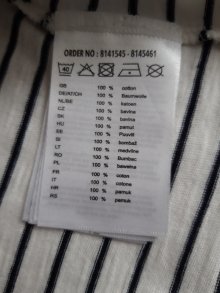 ORDER NO : 8141545 - 8145461
40
GB 100 % cotton
DE/AT/CH 100 % Baumwolle
NL/BE 100 % katoen
CZ 100 % bavlna
SK 100 % bavlna
HU 100 % pamut
EE 100 % Puuvill
SI 100 % bombaž
LT 100 % medvilnė
RO 100 % Bumbac
PL 100 % bawełna
FR 100 % coton
IT 100 % cotone
HR 100 % pamuk
RS 100 % pamuk